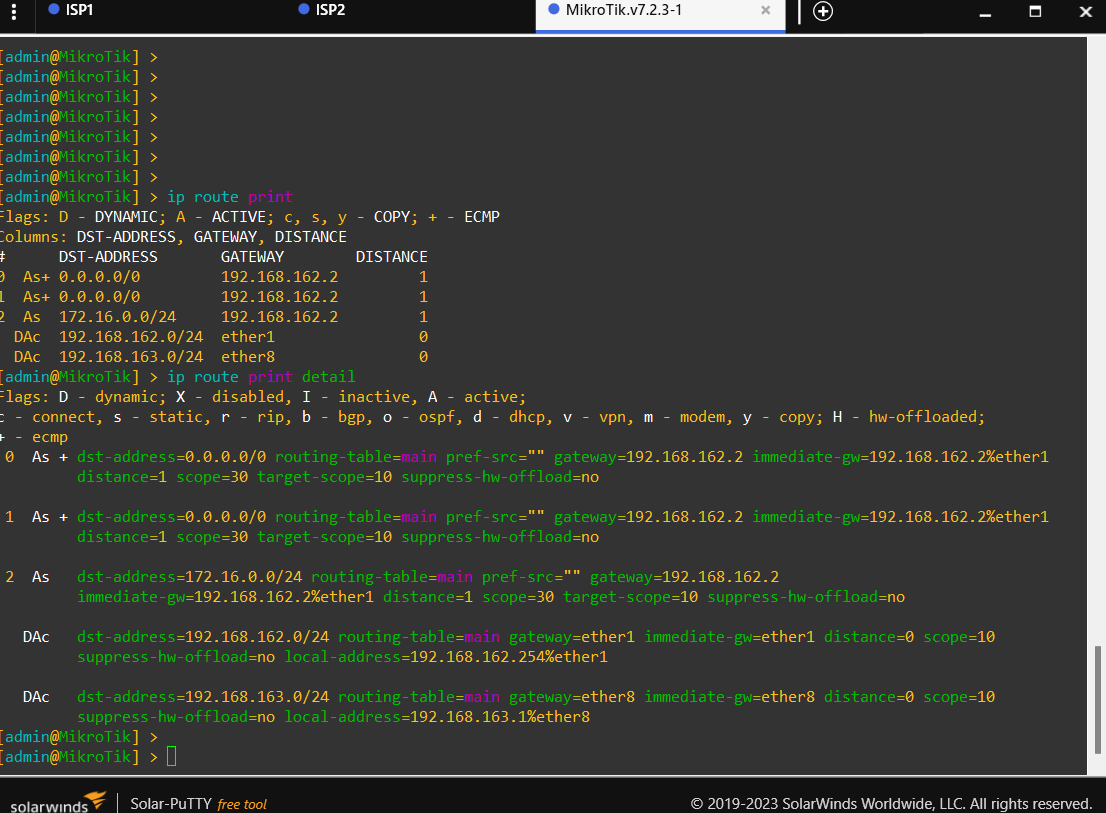 ISP1 ISP2 MikroTik.v7.2.3-1
[admin@MikroTik] >
[admin@MikroTik] >
[admin@MikroTik] >
[admin@MikroTik] >
[admin@MikroTik] >
[admin@MikroTik] >
[admin@MikroTik] >
[admin@MikroTik] > ip route print
Flags: D - DYNAMIC; A - ACTIVE; c, s, y - COPY; + - ECMP
Columns: DST-ADDRESS, GATEWAY, DISTANCE
# DST-ADDRESS GATEWAY DISTANCE
0 As+ 0.0.0.0/0 192.168.162.2 1
1 As+ 0.0.0.0/0 192.168.162.2 1
2 As 172.16.0.0/24 192.168.162.2 1
DAc 192.168.162.0/24 ether1 0
DAc 192.168.163.0/24 ether8 0
[admin@MikroTik] > ip route print detail
Flags: D - dynamic; X - disabled, I - inactive, A - active;
c - connect, s - static, r - rip, b - bgp, o - ospf, d - dhcp, v - vpn, m - modem, y - copy; H - hw-offloaded;
+ - ecmp
0 As + dst-address=0.0.0.0/0 routing-table=main pref-src="" gateway=192.168.162.2 immediate-gw=192.168.162.2%ether1
distance=1 scope=30 target-scope=10 suppress-hw-offload=no
1 As + dst-address=0.0.0.0/0 routing-table=main pref-src="" gateway=192.168.162.2 immediate-gw=192.168.162.2%ether1
distance=1 scope=30 target-scope=10 suppress-hw-offload=no
2 As dst-address=172.16.0.0/24 routing-table=main pref-src="" gateway=192.168.162.2
immediate-gw=192.168.162.2%ether1 distance=1 scope=30 target-scope=10 suppress-hw-offload=no
DAc dst-address=192.168.162.0/24 routing-table=main gateway=ether1 immediate-gw=ether1 distance=0 scope=10
suppress-hw-offload=no local-address=192.168.162.254%ether1
DAc dst-address=192.168.163.0/24 routing-table=main gateway=ether8 immediate-gw=ether8 distance=0 scope=10
suppress-hw-offload=no local-address=192.168.163.1%ether8
[admin@MikroTik] >
[admin@MikroTik] >
solarwinds Solar-PuTTY free tool © 2019-2023 SolarWinds Worldwide, LLC. All rights reserved.